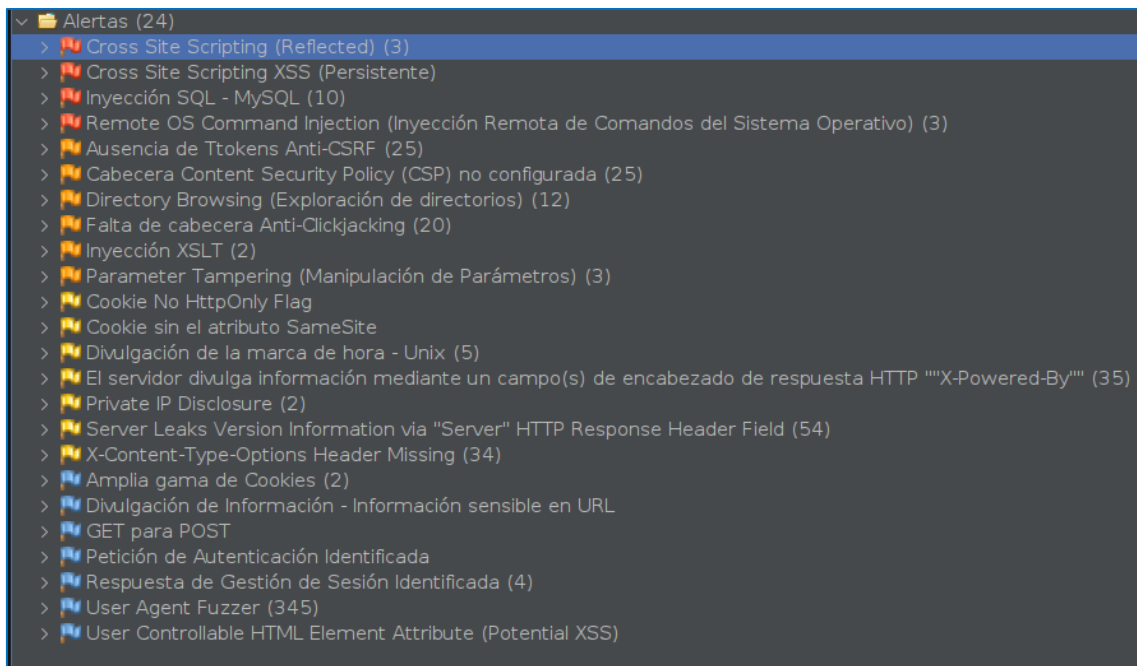 Alertas (24)
Cross Site Scripting (Reflected) (3)
Cross Site Scripting XSS (Persistente)
Inyección SQL - MySQL (10)
Remote OS Command Injection (Inyección Remota de Comandos del Sistema Operativo) (3)
Ausencia de Ttokens Anti-CSRF (25)
Cabecera Content Security Policy (CSP) no configurada (25)
Directory Browsing (Exploración de directorios) (12)
Falta de cabecera Anti-Clickjacking (20)
Inyección XSLT (2)
Parameter Tampering (Manipulación de Parámetros) (3)
Cookie No HttpOnly Flag
Cookie sin el atributo SameSite
Divulgación de la marca de hora - Unix (5)
El servidor divulga información mediante un campo(s) de encabezado de respuesta HTTP ""X-Powered-By"" (35)
Private IP Disclosure (2)
Server Leaks Version Information via "Server" HTTP Response Header Field (54)
X-Content-Type-Options Header Missing (34)
Amplia gama de Cookies (2)
Divulgación de Información - Información sensible en URL
GET para POST
Petición de Autenticación Identificada
Respuesta de Gestión de Sesión Identificada (4)
User Agent Fuzzer (345)
User Controllable HTML Element Attribute (Potential XSS)